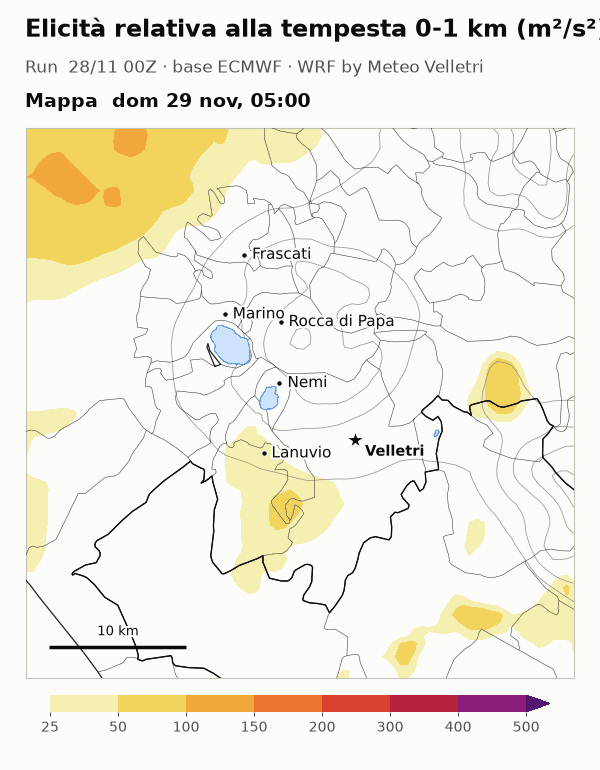 Elicità relativa alla tempesta 0-1 km (m²/s²)
Run  28/11 00Z · base ECMWF · WRF by Meteo Velletri
Mappa  dom 29 nov, 05:00
Frascati
Marino
Rocca di Papa
Nemi
Lanuvio
Velletri
10 km
25 50 100 150 200 300 400 500